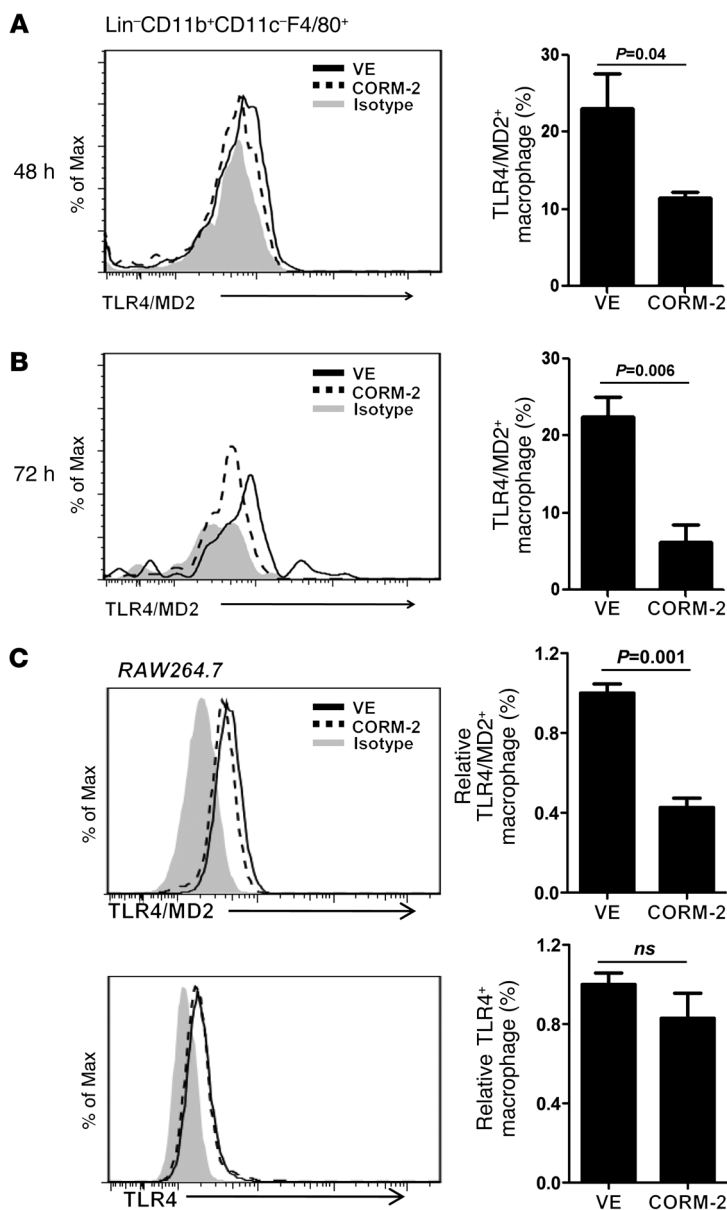 A
Lin⁻CD11b⁺CD11c⁻F4/80⁺
48 h
% of Max
VE
CORM-2
Isotype
TLR4/MD2
TLR4/MD2⁺
macrophage (%)
30
20
10
0
P=0.04
VE CORM-2
B
72 h
% of Max
VE
CORM-2
Isotype
TLR4/MD2
TLR4/MD2⁺
macrophage (%)
30
20
10
0
P=0.006
VE CORM-2
C
RAW264.7
% of Max
VE
CORM-2
Isotype
TLR4/MD2
Relative
TLR4/MD2⁺
macrophage (%)
1.2
0.8
0.4
0.0
P=0.001
VE CORM-2
% of Max
TLR4
Relative TLR4⁺
macrophage (%)
1.2
0.8
0.4
0.0
ns
VE CORM-2